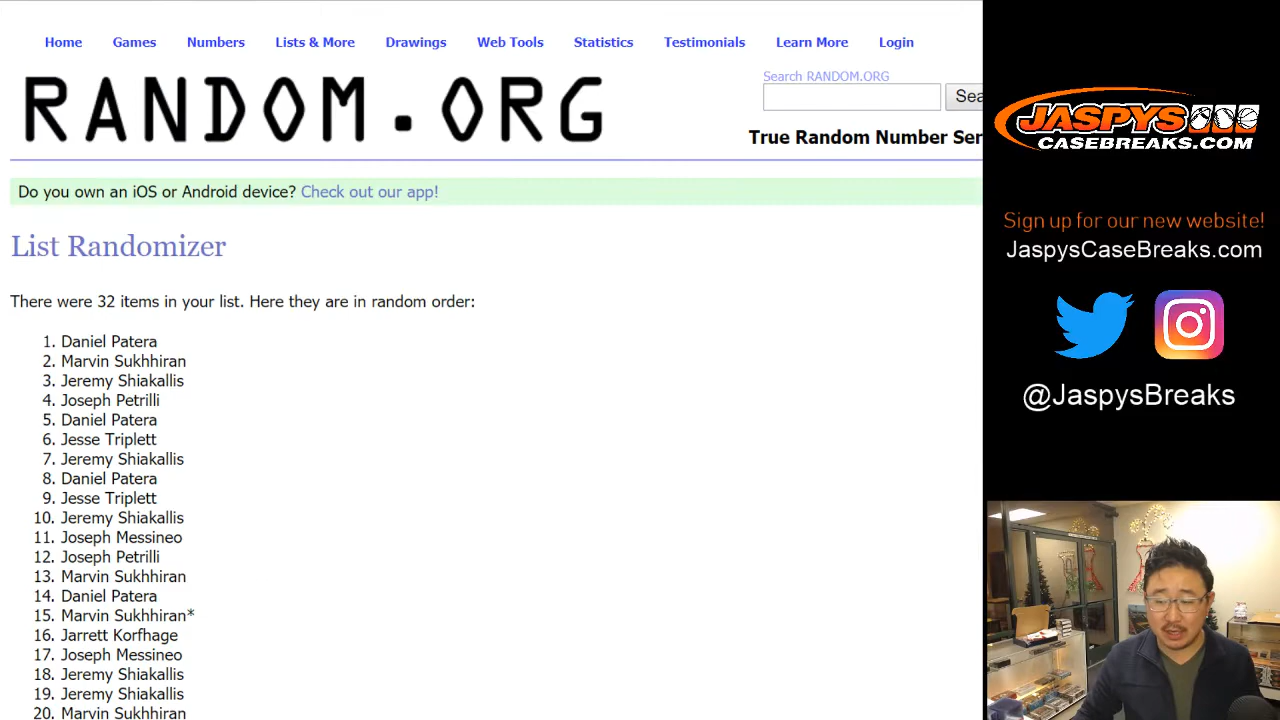 Home Games Numbers Lists & More Drawings Web Tools Statistics Testimonials Learn More Login
RANDOM.ORG
Search RANDOM.ORG
Sea
True Random Number Ser
Do you own an iOS or Android device? Check out our app!
List Randomizer
There were 32 items in your list. Here they are in random order:
1. Daniel Patera
2. Marvin Sukhhiran
3. Jeremy Shiakallis
4. Joseph Petrilli
5. Daniel Patera
6. Jesse Triplett
7. Jeremy Shiakallis
8. Daniel Patera
9. Jesse Triplett
10. Jeremy Shiakallis
11. Joseph Messineo
12. Joseph Petrilli
13. Marvin Sukhhiran
14. Daniel Patera
15. Marvin Sukhhiran*
16. Jarrett Korfhage
17. Joseph Messineo
18. Jeremy Shiakallis
19. Jeremy Shiakallis
20. Marvin Sukhhiran
JASPYS
CASEBREAKS.COM
Sign up for our new website!
JaspysCaseBreaks.com
@JaspysBreaks